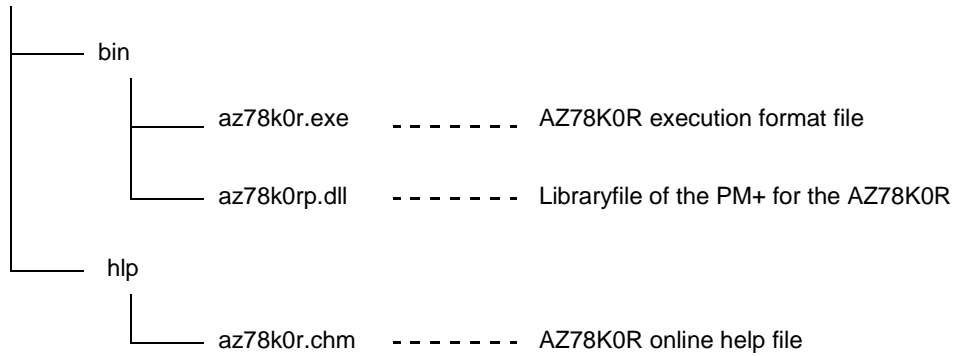 bin
az78k0r.exe AZ78K0R execution format file
az78k0rp.dll Libraryfile of the PM+ for the AZ78K0R
hlp
az78k0r.chm AZ78K0R online help file